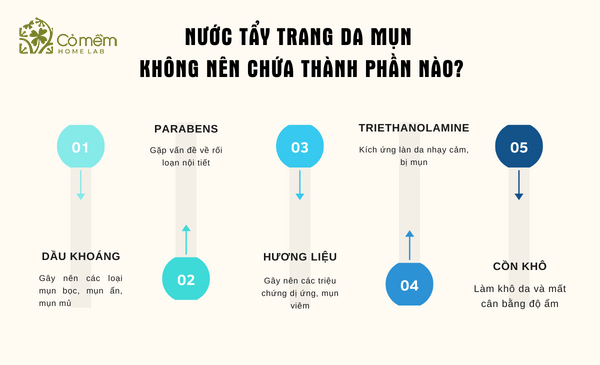 Cỏ mềm
HOME LAB
NƯỚC TẨY TRANG DA MỤN
KHÔNG NÊN CHỨA THÀNH PHẦN NÀO?
01
DẦU KHOÁNG
Gây nên các loại
mụn bọc, mụn ẩn,
mụn mủ
PARABENS
Gặp vấn đề về rối
loạn nội tiết
02
03
HƯƠNG LIỆU
Gây nên các triệu
chứng dị ứng, mụn
viêm
TRIETHANOLAMINE
Kích ứng làn da nhạy cảm,
bị mụn
04
05
CỒN KHÔ
Làm khô da và mất
cân bằng độ ẩm